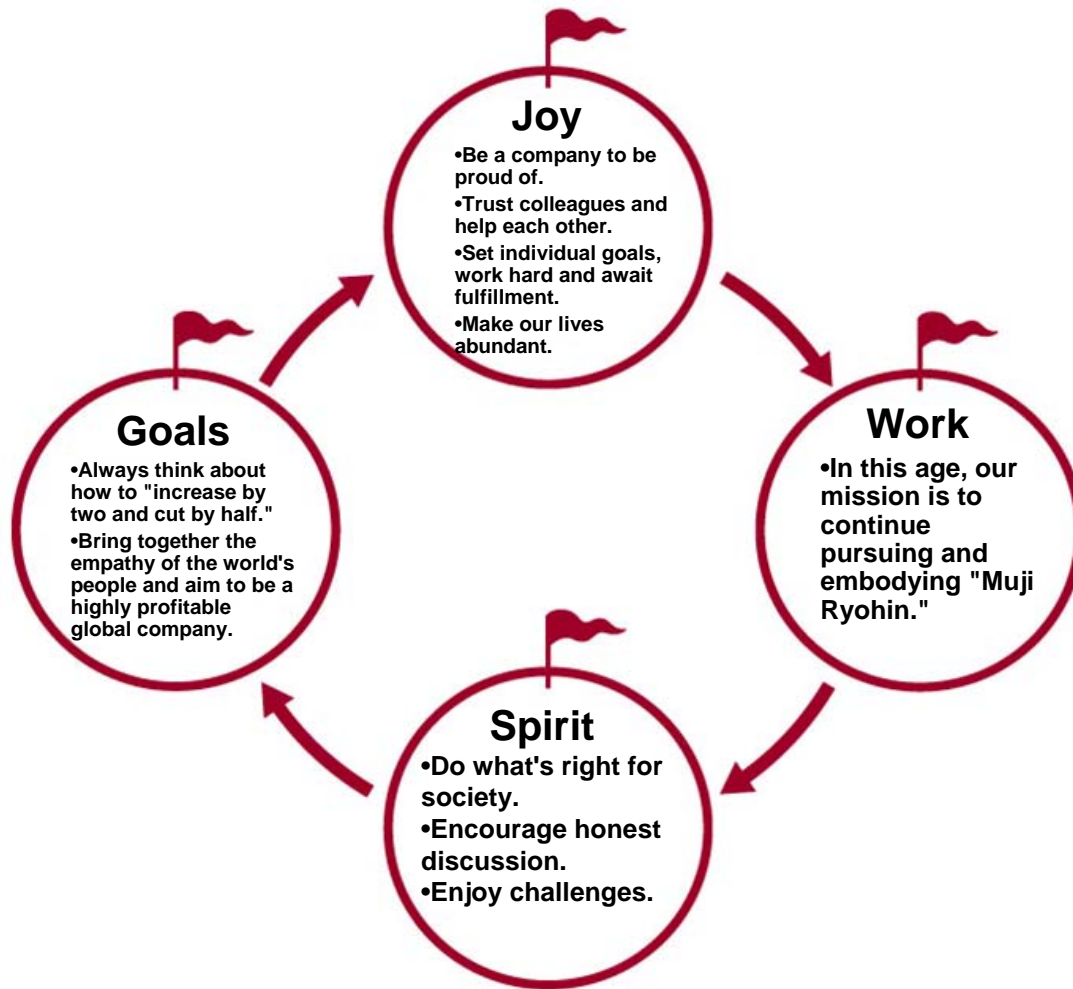 Joy
•Be a company to be
proud of.
•Trust colleagues and
help each other.
•Set individual goals,
work hard and await
fulfillment.
•Make our lives
abundant.
Work
•In this age, our
mission is to
continue
pursuing and
embodying "Muji
Ryohin."
Spirit
•Do what's right for
society.
•Encourage honest
discussion.
•Enjoy challenges.
Goals
•Always think about
how to "increase by
two and cut by half."
•Bring together the
empathy of the world's
people and aim to be a
highly profitable
global company.